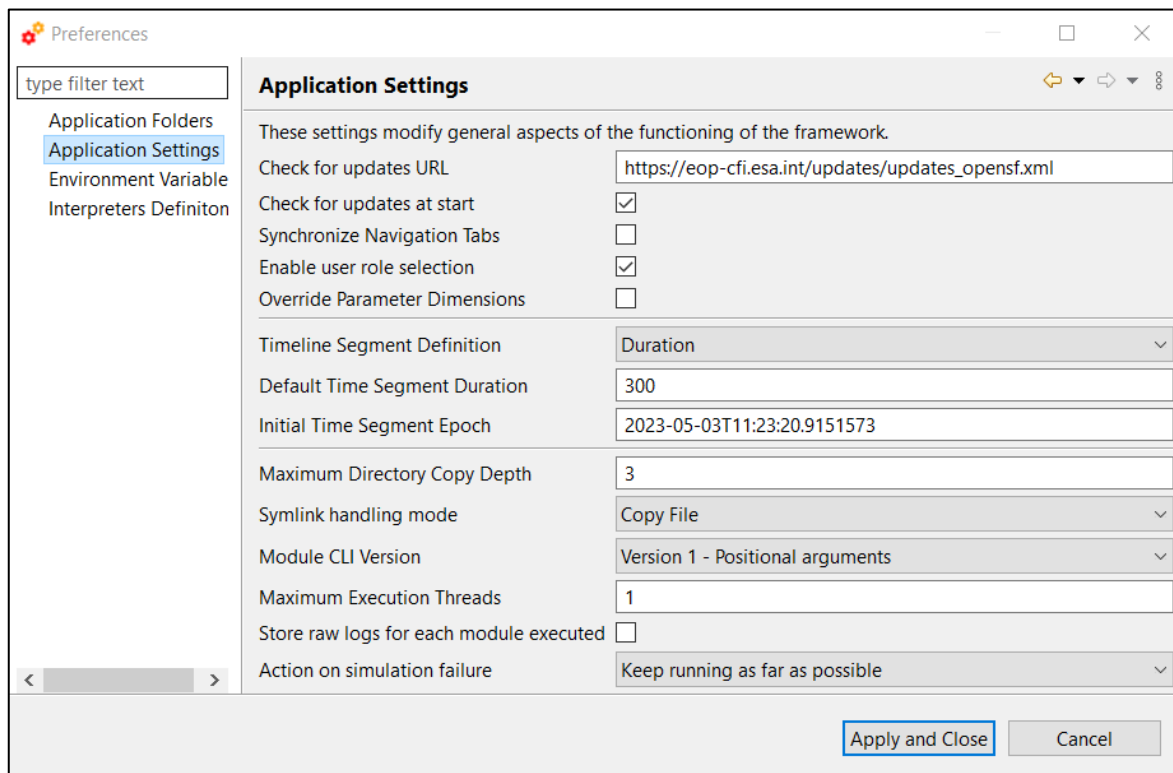 Preferences
type filter text
Application Folders
Application Settings
Environment Variable
Interpreters Definiton
Application Settings
These settings modify general aspects of the functioning of the framework.
Check for updates URL https://eop-cfi.esa.int/updates/updates_opensf.xml
Check for updates at start
Synchronize Navigation Tabs
Enable user role selection
Override Parameter Dimensions
Timeline Segment Definition Duration
Default Time Segment Duration 300
Initial Time Segment Epoch 2023-05-03T11:23:20.9151573
Maximum Directory Copy Depth 3
Symlink handling mode Copy File
Module CLI Version Version 1 - Positional arguments
Maximum Execution Threads 1
Store raw logs for each module executed
Action on simulation failure Keep running as far as possible
Apply and Close Cancel